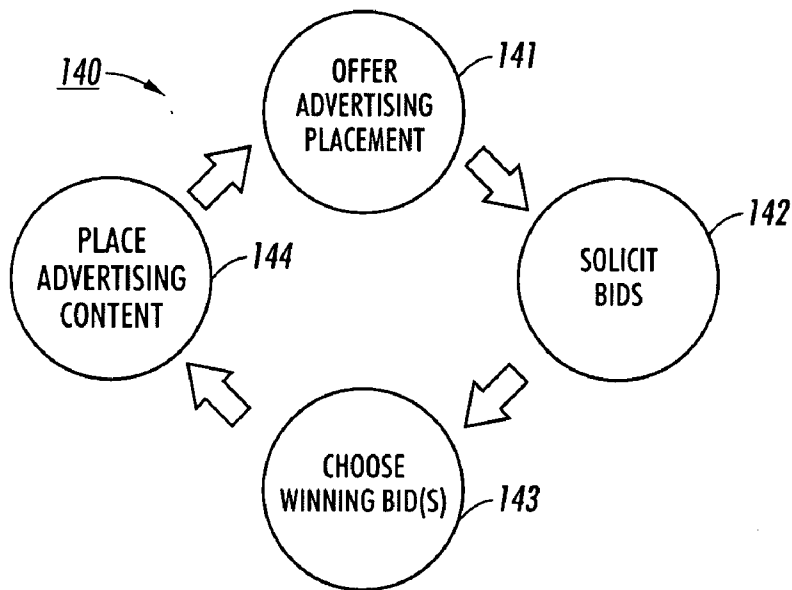 140
OFFER
ADVERTISING
PLACEMENT
141
SOLICIT
BIDS
142
CHOOSE
WINNING BID(S)
143
PLACE
ADVERTISING
CONTENT
144